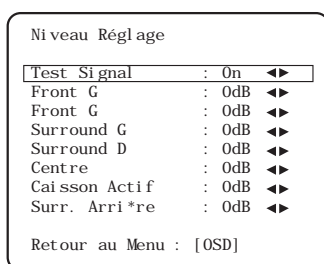 Niveau Réglage
Test Signal : On ◄►
Front G : 0dB ◄►
Front G : 0dB ◄►
Surround G : 0dB ◄►
Surround D : 0dB ◄►
Centre : 0dB ◄►
Caisson Actif : 0dB ◄►
Surr. Arri*re : 0dB ◄►
Retour au Menu : [OSD]